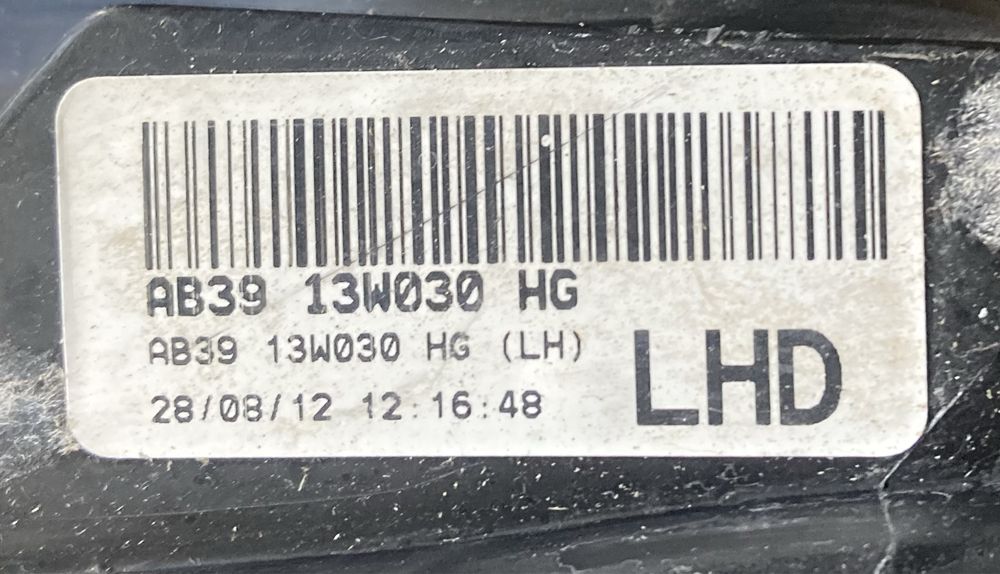 AB39 13W030 HG
AB39 13W030 HG (LH)
28/08/12 12:16:48
LHD